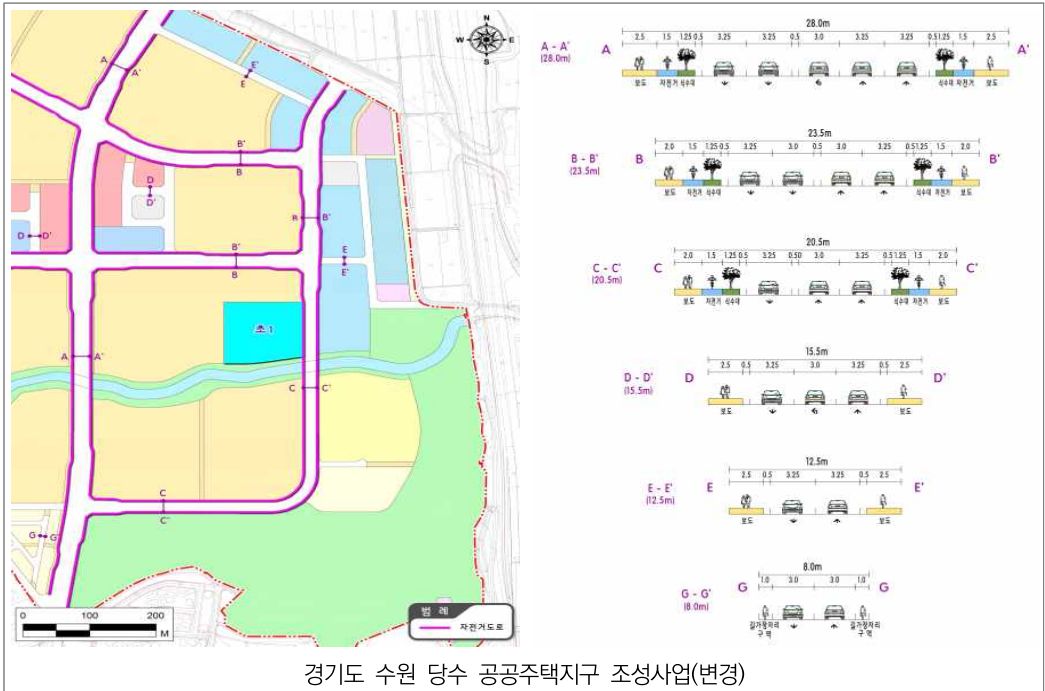 N
W E
S
A A'
E'
E
B'
B
D
D'
B B'
D D'
B'
B
E
E'
초1
A A'
C C'
C
C'
G G'
0 100 200
M
범 례
자전거도로
28.0m
2.5 1.5 1.25 0.5 3.25 3.25 0.5 3.0 3.25 3.25 0.5 1.25 1.5 2.5
A - A'
(28.0m)
A A'
보도 자전거 식수대 식수대 자전거 보도
23.5m
2.0 1.5 1.25 0.5 3.25 3.25 0.5 3.0 3.25 0.5 1.25 1.5 2.0
B - B'
(23.5m)
B B'
보도 자전거 식수대 식수대 자전거 보도
20.5m
2.0 1.5 1.25 0.5 3.25 0.50 3.0 3.25 0.5 1.25 1.5 2.0
C - C'
(20.5m)
C C'
보도 자전거 식수대 식수대 자전거 보도
15.5m
2.5 0.5 3.25 3.0 3.25 0.5 2.5
D - D'
(15.5m)
D D'
보도 보도
12.5m
2.5 0.5 3.25 3.25 0.5 2.5
E - E'
(12.5m)
E E'
보도 보도
8.0m
1.0 3.0 3.0 1.0
G - G'
(8.0m)
G G
길가장자리
구역
길가장자리
구역
경기도 수원 당수 공공주택지구 조성사업(변경)